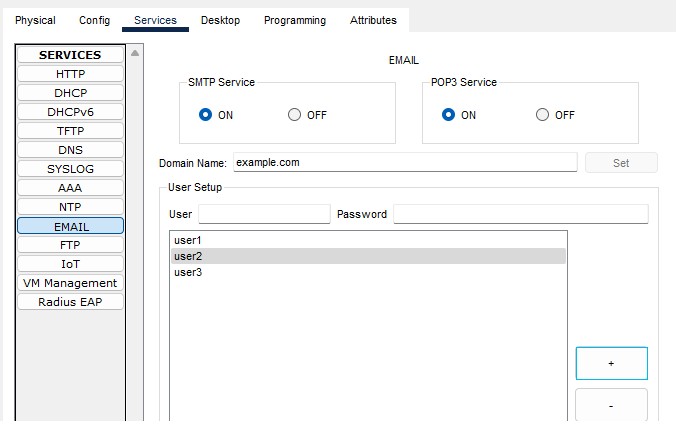 Physical Config Services Desktop Programming Attributes
SERVICES
HTTP
DHCP
DHCPv6
TFTP
DNS
SYSLOG
AAA
NTP
EMAIL
FTP
IoT
VM Management
Radius EAP
EMAIL
SMTP Service
ON OFF
POP3 Service
ON OFF
Domain Name: example.com Set
User Setup
User Password
user1
user2
user3
+
-